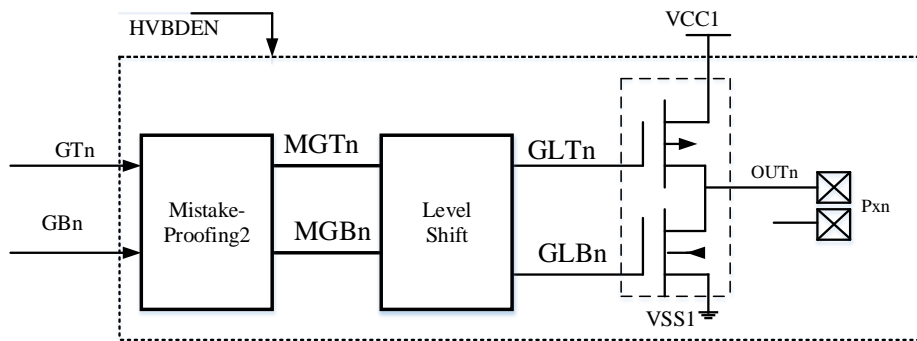 HVBDEN
VCC1
GTn
MGTn
GLTn
OUTn
Pxn
Mistake-
Proofing2
Level
Shift
GBn
MGBn
GLBn
VSS1